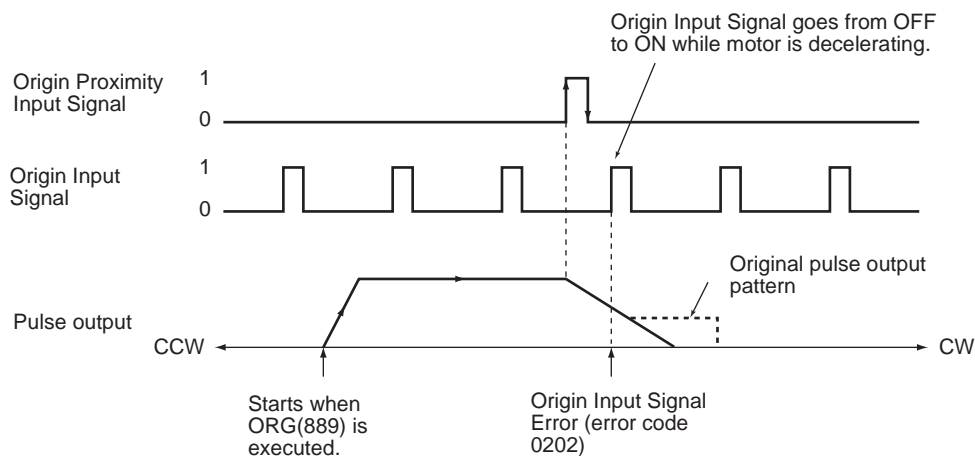 Origin Input Signal goes from OFF
to ON while motor is decelerating.
Origin Proximity
Input Signal
1
0
Origin Input
Signal
1
0
Original pulse output
pattern
Pulse output
CCW
CW
Starts when
ORG(889) is
executed.
Origin Input Signal
Error (error code
0202)